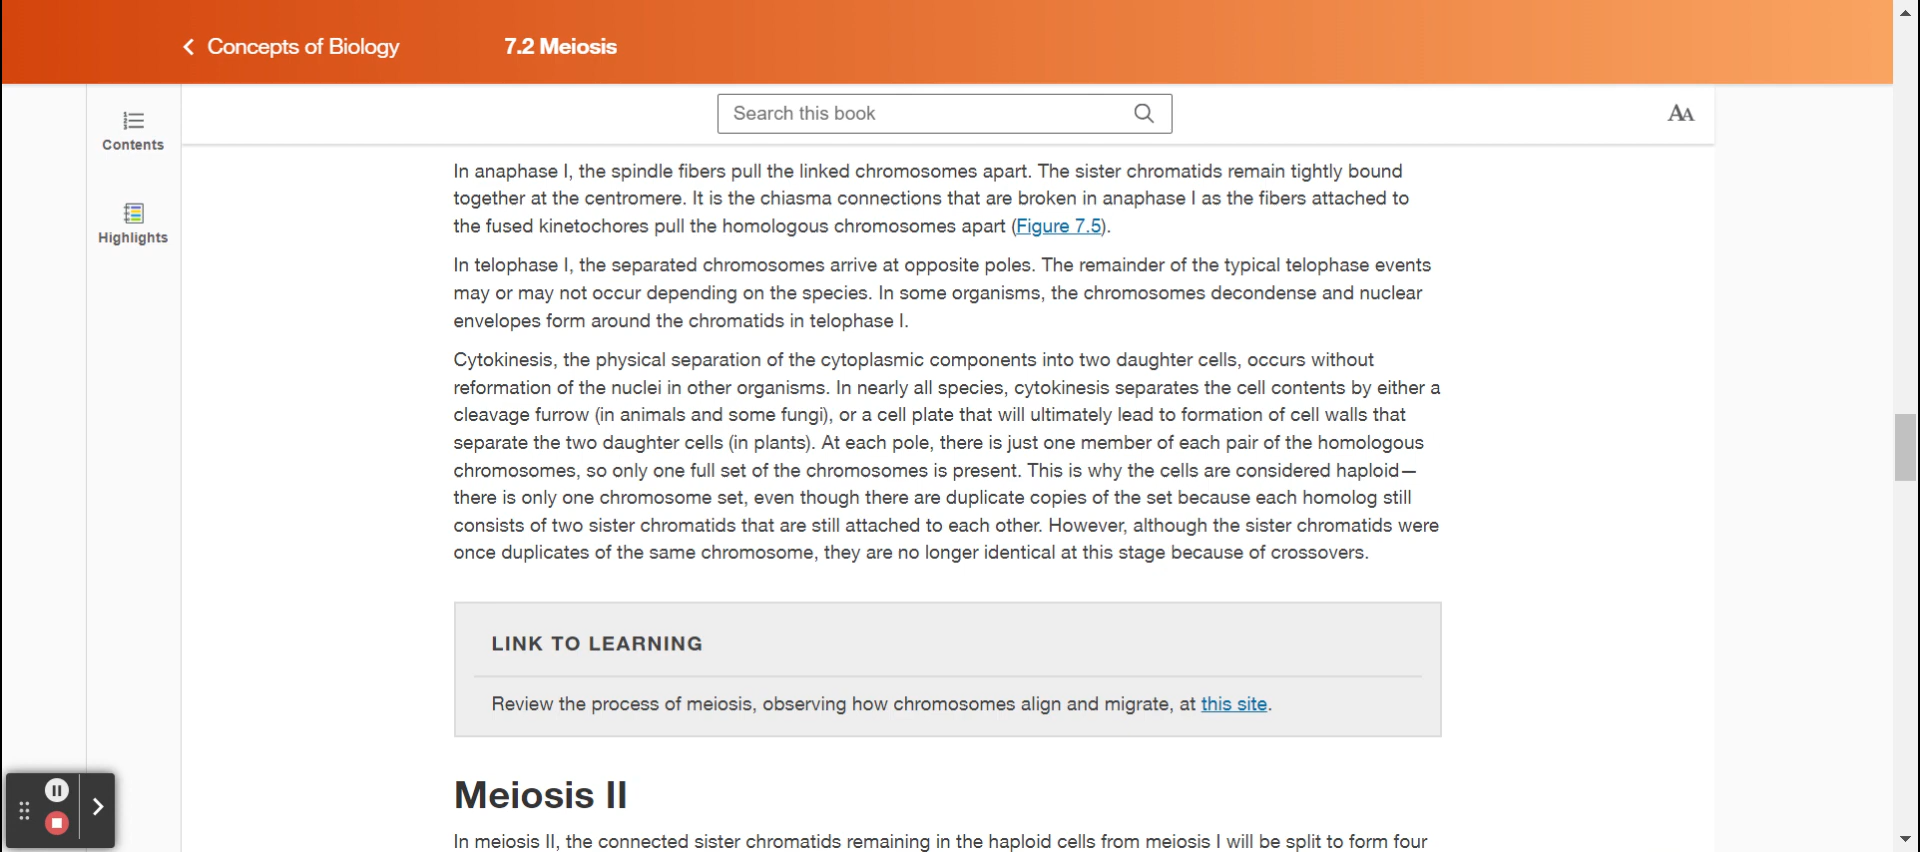 Concepts of Biology
7.2 Meiosis
Search this book
AA
Contents
Highlights
In anaphase I, the spindle fibers pull the linked chromosomes apart. The sister chromatids remain tightly bound
together at the centromere. It is the chiasma connections that are broken in anaphase I as the fibers attached to
the fused kinetochores pull the homologous chromosomes apart (Figure 7.5).
In telophase I, the separated chromosomes arrive at opposite poles. The remainder of the typical telophase events
may or may not occur depending on the species. In some organisms, the chromosomes decondense and nuclear
envelopes form around the chromatids in telophase I.
Cytokinesis, the physical separation of the cytoplasmic components into two daughter cells, occurs without
reformation of the nuclei in other organisms. In nearly all species, cytokinesis separates the cell contents by either a
cleavage furrow (in animals and some fungi), or a cell plate that will ultimately lead to formation of cell walls that
separate the two daughter cells (in plants). At each pole, there is just one member of each pair of the homologous
chromosomes, so only one full set of the chromosomes is present. This is why the cells are considered haploid—
there is only one chromosome set, even though there are duplicate copies of the set because each homolog still
consists of two sister chromatids that are still attached to each other. However, although the sister chromatids were
once duplicates of the same chromosome, they are no longer identical at this stage because of crossovers.
LINK TO LEARNING
Review the process of meiosis, observing how chromosomes align and migrate, at this site.
Meiosis II
In meiosis II, the connected sister chromatids remaining in the haploid cells from meiosis I will be split to form four